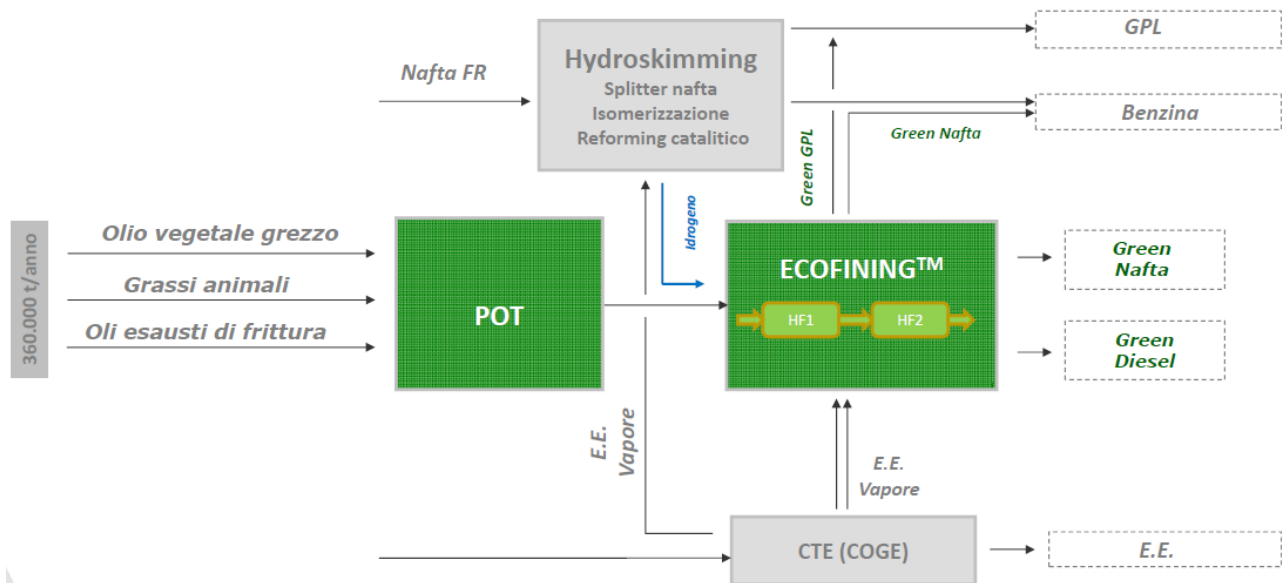 GPL
Hydroskimming
Splitter nafta
Isomerizzazione
Reforming catalitico
Nafta FR
Benzina
Green Nafta
Green GPL
Idrogeno
360.000 t/anno
Olio vegetale grezzo
Grassi animali
Oli esausti di frittura
POT
ECOFINING™
HF1
HF2
Green
Nafta
Green
Diesel
E.E.
Vapore
E.E.
Vapore
CTE (COGE)
E.E.